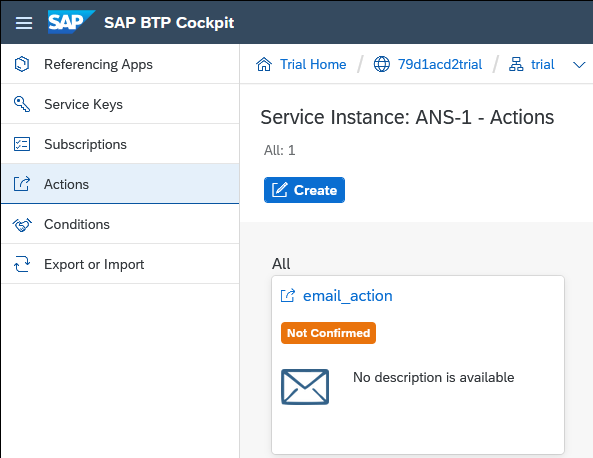 SAP SAP BTP Cockpit
Referencing Apps
Service Keys
Subscriptions
Actions
Conditions
Export or Import
Trial Home / 79d1acd2trial / trial
Service Instance: ANS-1 - Actions
All: 1
Create
All
email_action
Not Confirmed
No description is available